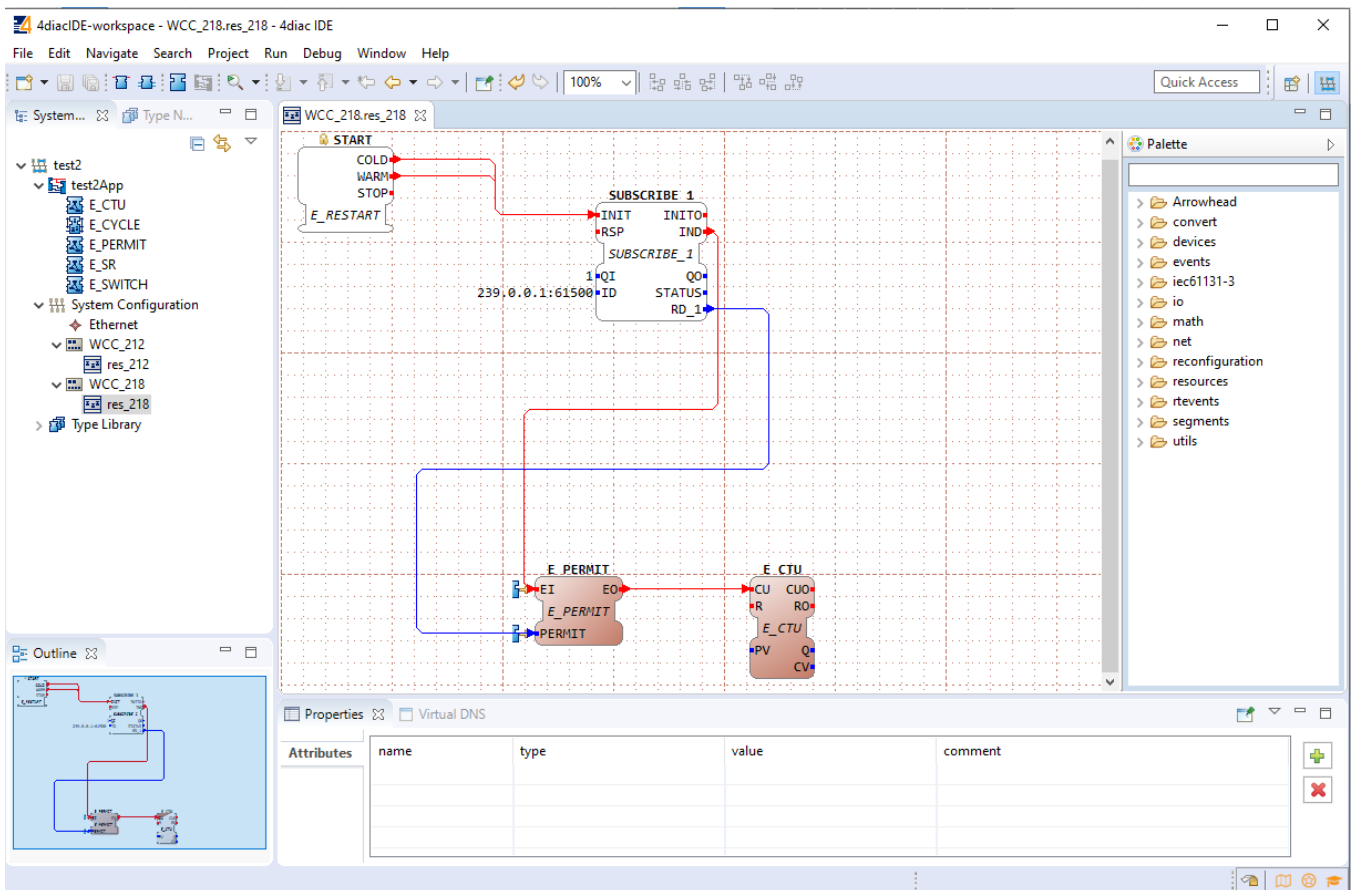 4diacIDE-workspace - WCC_218.res_218 - 4diac IDE
File Edit Navigate Search Project Run Debug Window Help
100%
Quick Access
System...
Type N...
test2
test2App
E_CTU
E_CYCLE
E_PERMIT
E_SR
E_SWITCH
System Configuration
Ethernet
WCC_212
res_212
WCC_218
res_218
Type Library
Outline
WCC_218.res_218
START
COLD
WARM
STOP
E_RESTART
SUBSCRIBE_1
INIT INITO
RSP IND
SUBSCRIBE_1
1 QI QO
239.0.0.1:61500 ID STATUS
RD_1
E_PERMIT
EI EO
E_PERMIT
PERMIT
E_CTU
CU CUO
R RO
E_CTU
PV Q
CV
Palette
Arrowhead
convert
devices
events
iec61131-3
io
math
net
reconfiguration
resources
rtevents
segments
utils
Properties
Virtual DNS
Attributes
name type value comment